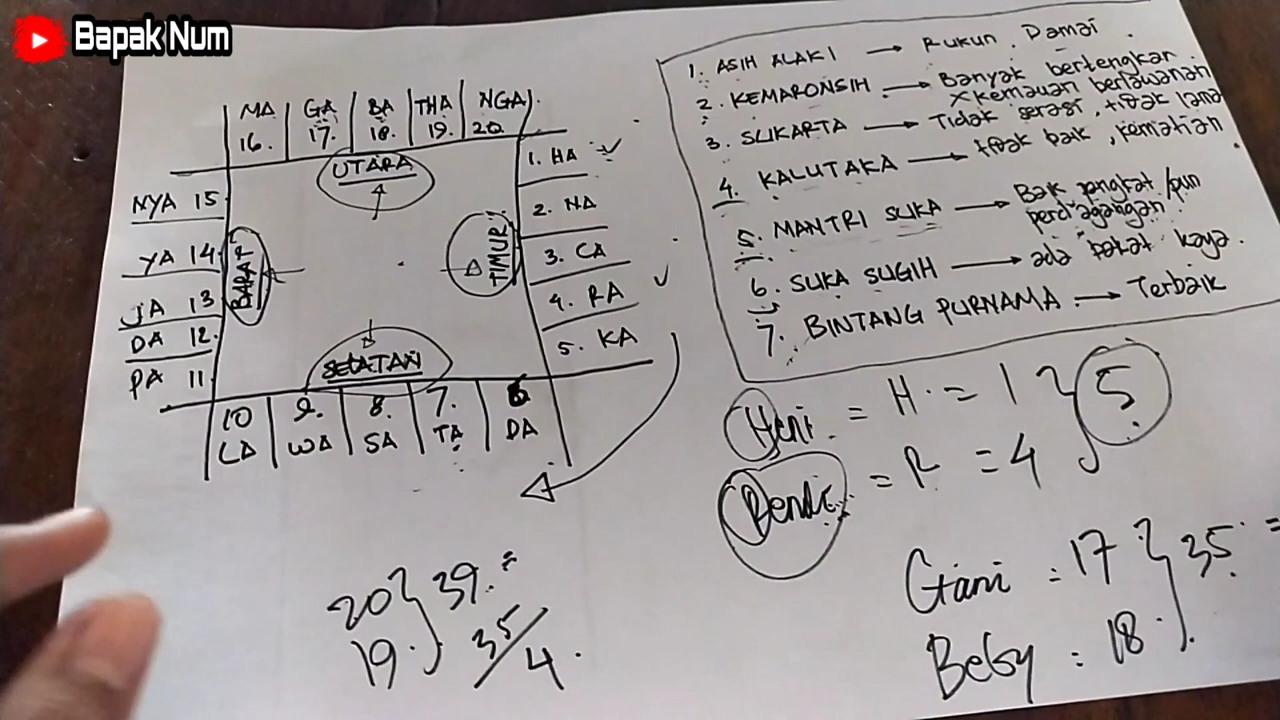 Bapak Num
MA GA BA THA NGA
16. 17. 18. 19. 20.
UTARA
NYA 15
YA 14
JA 13
DA 12
PA 11
BARAT
TIMUR
1. HA
2. NA
3. CA
4. RA
5. KA
SELATAN
10 9. 8. 7. 6
LA WA SA TA DA
1. ASIH ALAKI → Rukun. Damai
2. KEMARONSIH → Banyak bertengkar
x kemauan berlawanan
3. SUKARTA → Tidak serasi, tidak lama
4. KALUTAKA → tidak baik, kematian
5. MANTRI SUKA → Baik pangkat/pun
perdagangan
6. SUKA SUGIH → ada bakat kaya.
7. BINTANG PURNAMA → Terbaik
Heni = H. = 1 } 5
Rendi = R = 4
20 } 39. =
19. 35/4.
Gani = 17 } 35. =
Beby = 18.